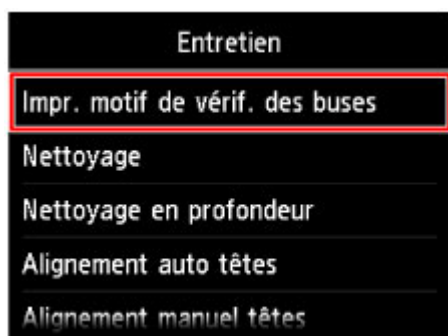 Entretien
Impr. motif de vérif. des buses
Nettoyage
Nettoyage en profondeur
Alignement auto têtes
Alignement manuel têtes